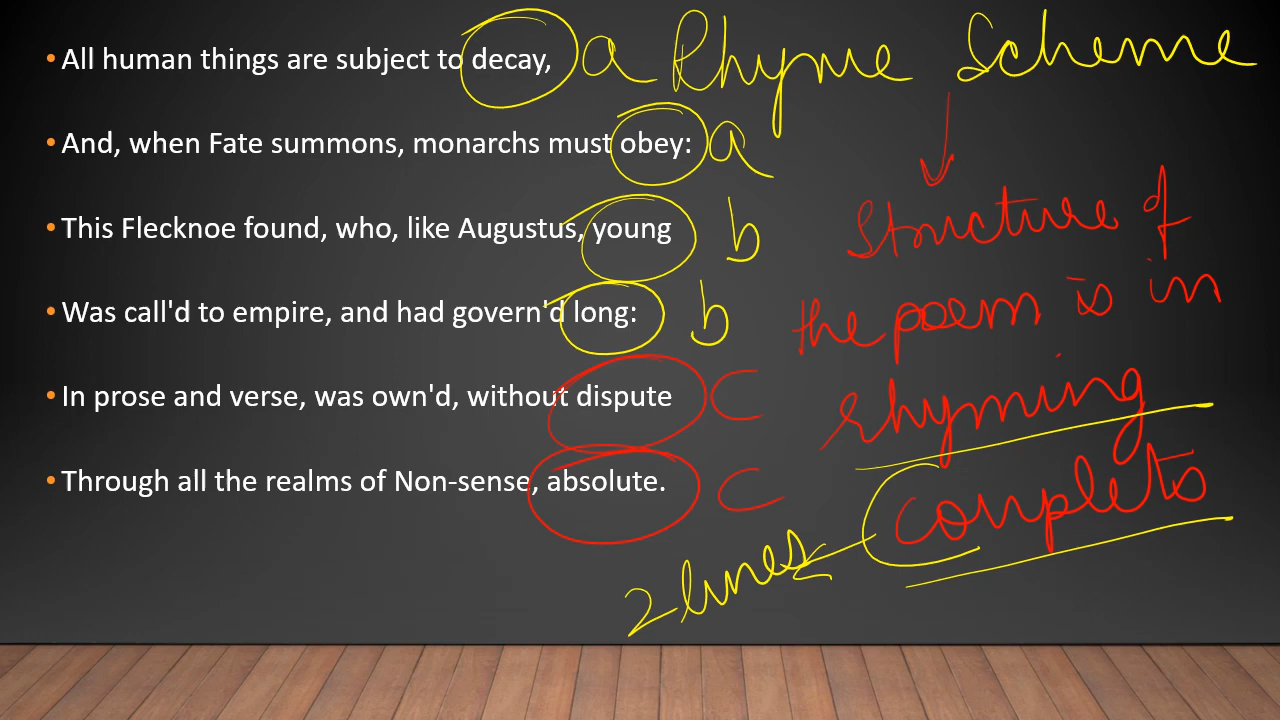 • All human things are subject to decay, a Rhyme Scheme
• And, when Fate summons, monarchs must obey: a
• This Flecknoe found, who, like Augustus, young b
Structure of
• Was call'd to empire, and had govern'd long: b
the poem is in
• In prose and verse, was own'd, without dispute c
rhyming
• Through all the realms of Non-sense, absolute. c
couplets
2 lines